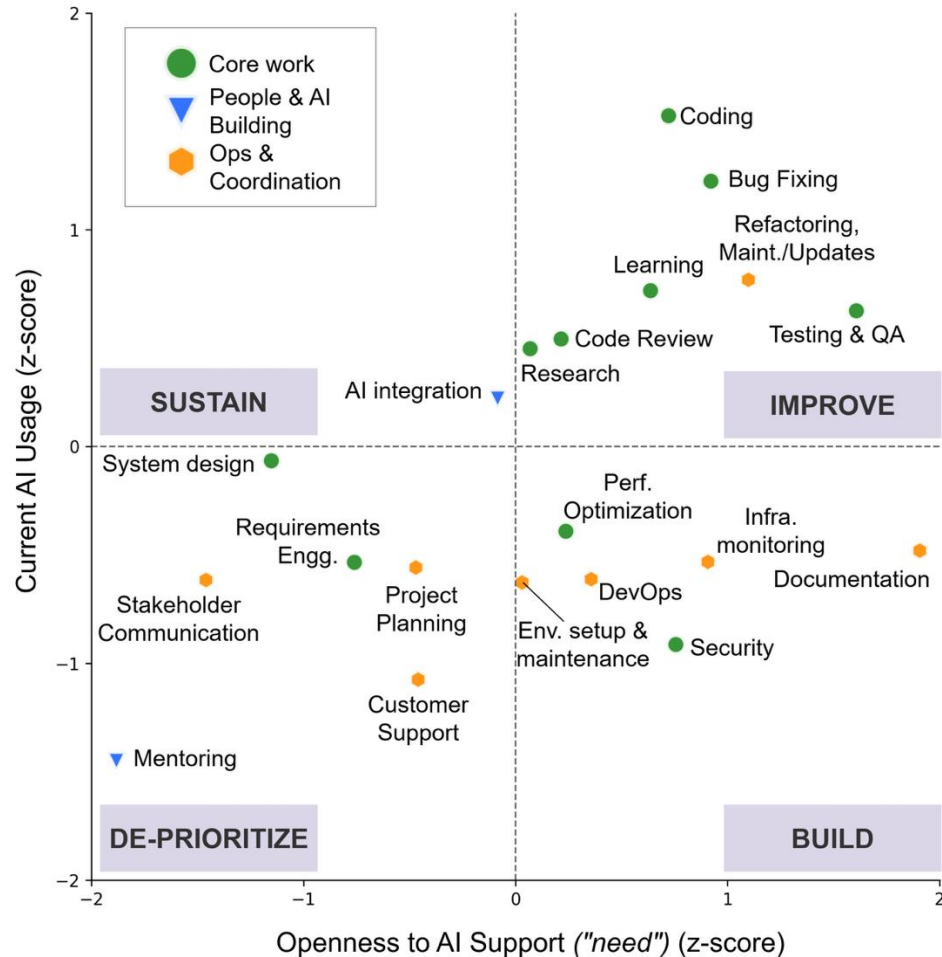 2
Core work
People & AI
Building
Ops &
Coordination
Coding
Bug Fixing
1
Refactoring,
Maint./Updates
Learning
Testing & QA
Code Review
Research
AI integration
SUSTAIN
IMPROVE
Current AI Usage (z-score)
0
System design
Perf.
Optimization
Requirements
Engg.
Infra.
monitoring
Documentation
Stakeholder
Communication
Project
Planning
DevOps
Env. setup &
maintenance
Security
−1
Customer
Support
Mentoring
DE-PRIORITIZE
BUILD
−2
−2
−1
0
1
2
Openness to AI Support ("need") (z-score)